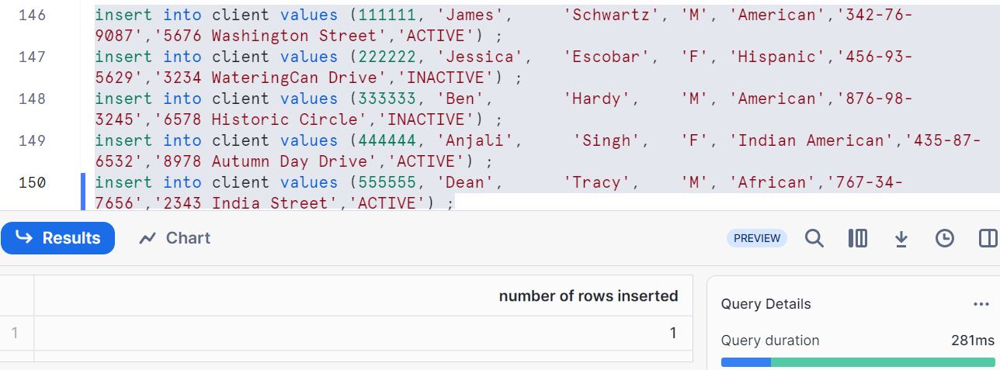 146 insert into client values (111111, 'James', 'Schwartz', 'M', 'American','342-76-
9087','5676 Washington Street','ACTIVE') ;
147 insert into client values (222222, 'Jessica', 'Escobar', 'F', 'Hispanic','456-93-
5629','3234 WateringCan Drive','INACTIVE') ;
148 insert into client values (333333, 'Ben', 'Hardy', 'M', 'American','876-98-
3245','6578 Historic Circle','INACTIVE') ;
149 insert into client values (444444, 'Anjali', 'Singh', 'F', 'Indian American','435-87-
6532','8978 Autumn Day Drive','ACTIVE') ;
150 insert into client values (555555, 'Dean', 'Tracy', 'M', 'African','767-34-
7656','2343 India Street','ACTIVE') ;
Results Chart PREVIEW
number of rows inserted
1 1
Query Details
Query duration 281ms